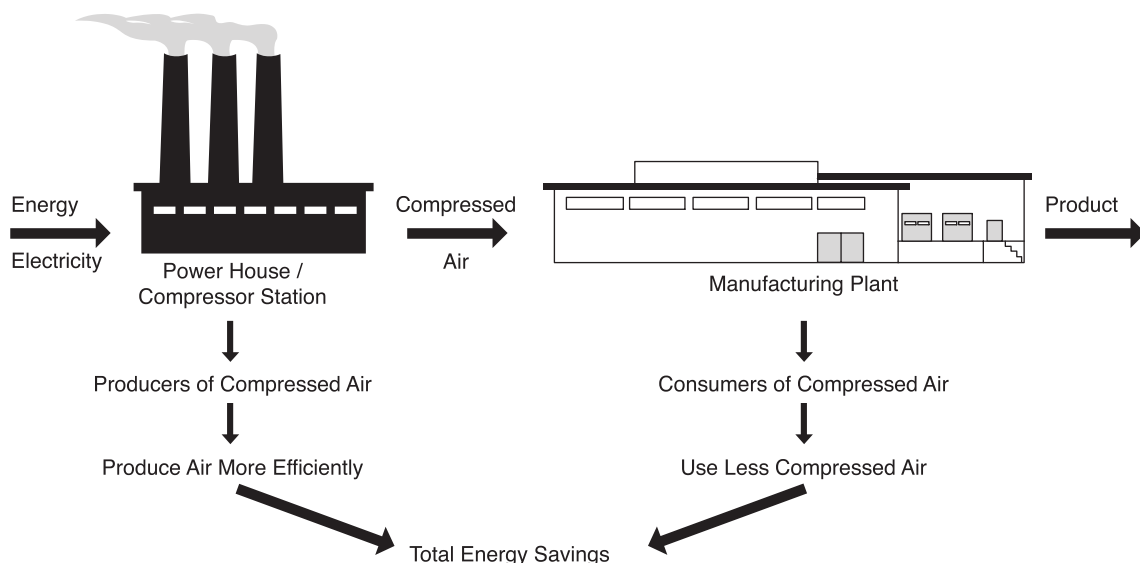 Energy
Electricity
Power House /
Compressor Station
Compressed
Air
Manufacturing Plant
Product
Producers of Compressed Air
Consumers of Compressed Air
Produce Air More Efficiently
Use Less Compressed Air
Total Energy Savings